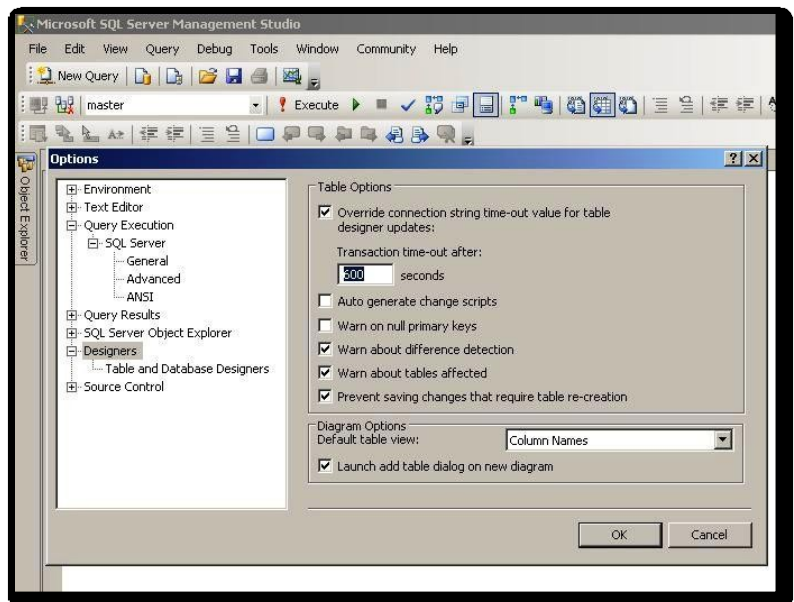 Microsoft SQL Server Management Studio
File Edit View Query Debug Tools Window Community Help
New Query
master Execute
Object Explorer
Options
Environment
Text Editor
Query Execution
SQL Server
General
Advanced
ANSI
Query Results
SQL Server Object Explorer
Designers
Table and Database Designers
Source Control
Table Options
Override connection string time-out value for table
designer updates:
Transaction time-out after:
600 seconds
Auto generate change scripts
Warn on null primary keys
Warn about difference detection
Warn about tables affected
Prevent saving changes that require table re-creation
Diagram Options
Default table view: Column Names
Launch add table dialog on new diagram
OK Cancel